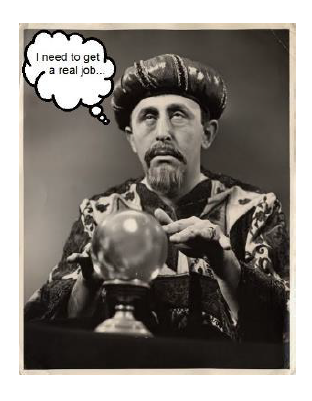 I need to get
a real job...